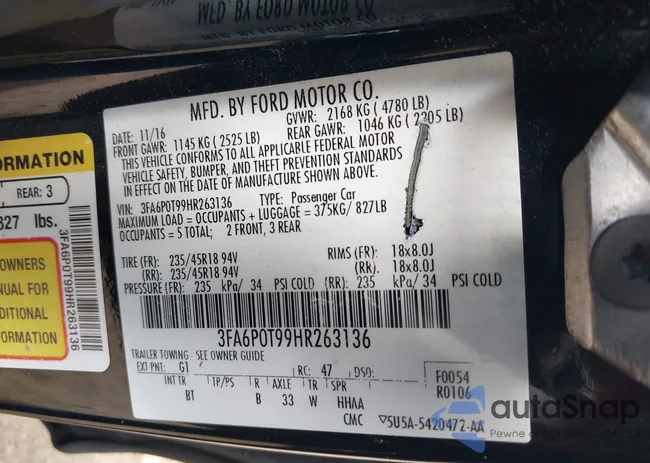 MFD. BY FORD MOTOR CO.
DATE: 11/16 GVWR: 2168 KG ( 4780 LB)
FRONT GAWR: 1145 KG ( 2525 LB) REAR GAWR: 1046 KG ( 2305 LB)
THIS VEHICLE CONFORMS TO ALL APPLICABLE FEDERAL MOTOR
VEHICLE SAFETY, BUMPER, AND THEFT PREVENTION STANDARDS
IN EFFECT ON THE DATE OF MANUFACTURE SHOWN ABOVE.
VIN: 3FA6P0T99HR263136 TYPE: Passenger Car
MAXIMUM LOAD = OCCUPANTS + LUGGAGE = 375KG/ 827LB
OCCUPANTS = 5 TOTAL; 2 FRONT, 3 REAR
TIRE (FR): 235/45R18 94V RIMS (FR): 18x8.0J
(RR): 235/45R18 94V (RR): 18x8.0J
PRESSURE (FR): 235 kPa/ 34 PSI COLD (RR): 235 kPa/ 34 PSI COLD
3FA6P0T99HR263136
TRAILER TOWING - SEE OWNER GUIDE
EXT PNT: G1 RC: 47 DSO: F0054
INT TR TP/PS R AXLE TR SPR R0106
BT B 33 W HHAA
CMC 5U5A-5420472-AA
ORMATION
REAR: 3
827 lbs.
OWNERS
NUAL FOR
DITIONAL
ORMATION
3FA6P0T99HR263136
MFD. BY FORD MOTOR CO.
autoSnap